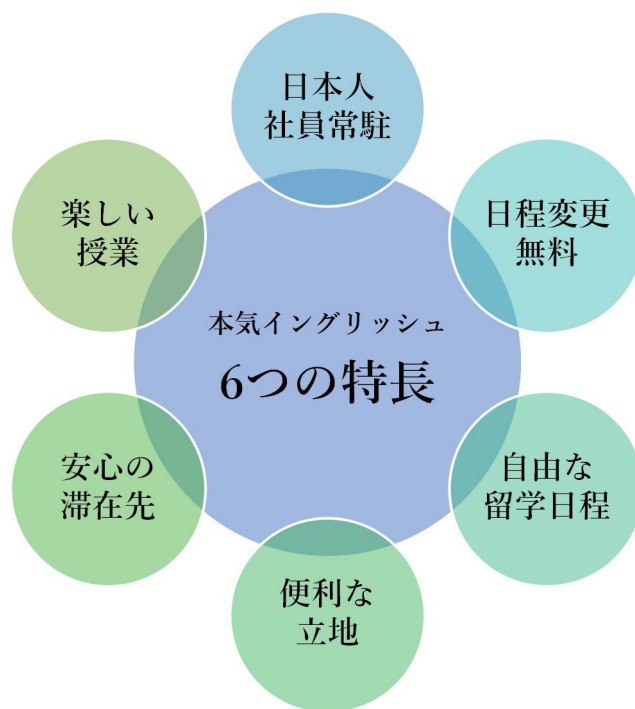 日本人
社員常駐
日程変更
無料
自由な
留学日程
便利な
立地
安心の
滞在先
楽しい
授業
本気イングリッシュ
6つの特長